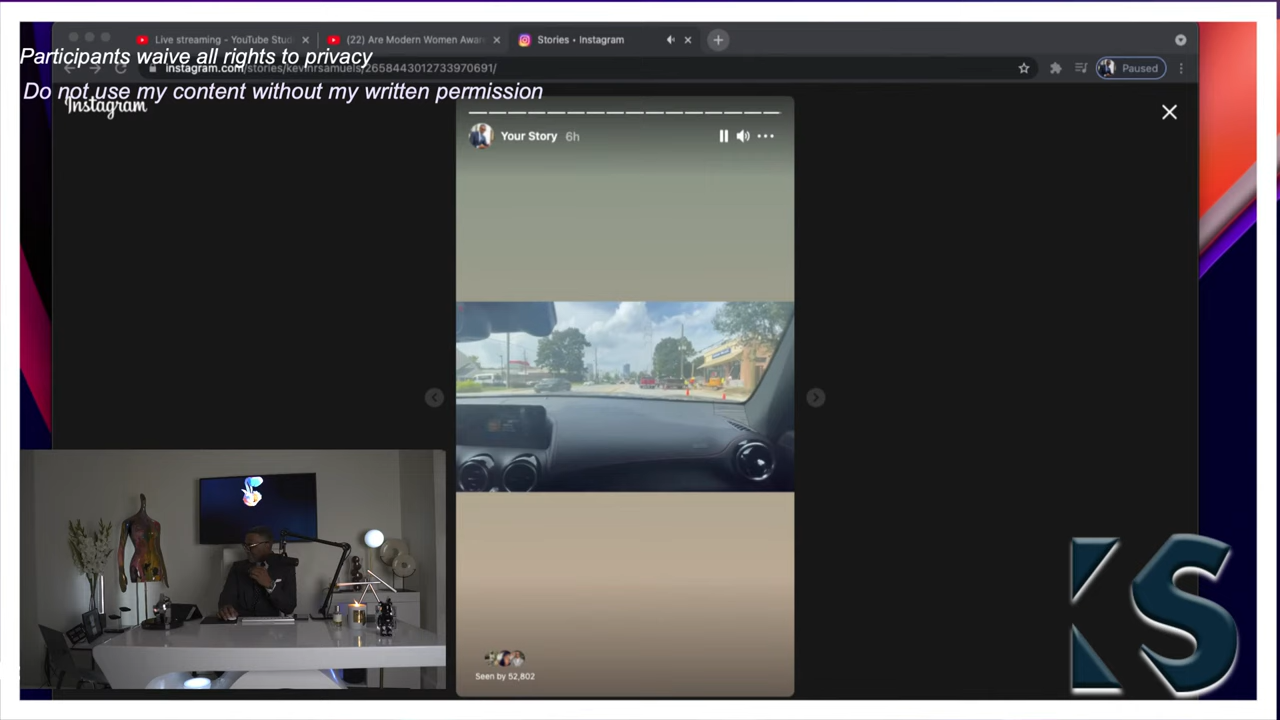 Live streaming - YouTube Stud
(22) Are Modern Women Awar
Stories • Instagram
Participants waive all rights to privacy
instagram.com/stories/kevinrsamuels/2658443012733970691/
Paused
Do not use my content without my written permission
Instagram
Your Story 6h
Seen by 52,802
KS